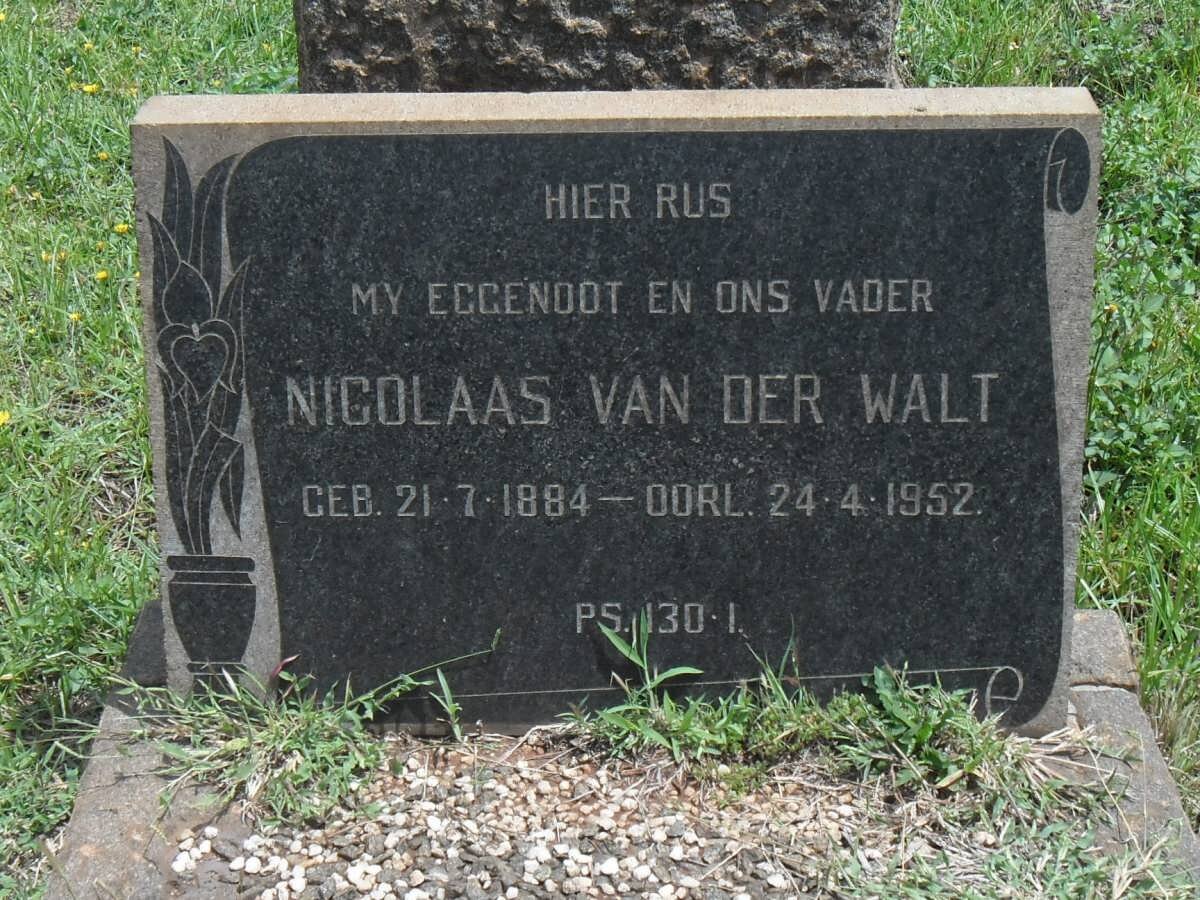 HIER RUS
MY EGGENOOT EN ONS VADER
NICOLAAS VAN DER WALT
GEB. 21·7·1884 — OORL. 24·4·1952.
PS. 130·1.